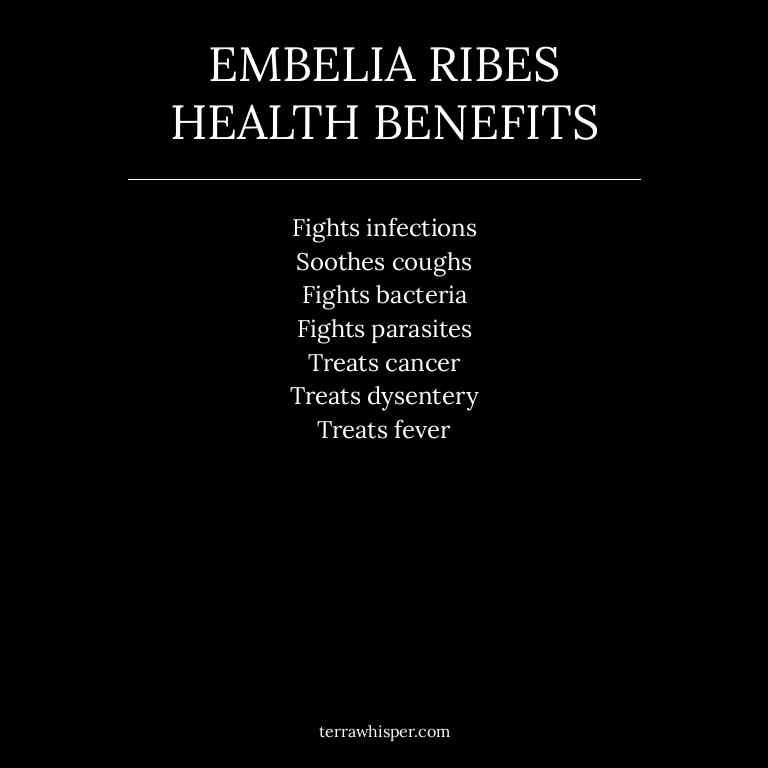 EMBELIA RIBES
HEALTH BENEFITS
Fights infections
Soothes coughs
Fights bacteria
Fights parasites
Treats cancer
Treats dysentery
Treats fever
terrawhisper.com